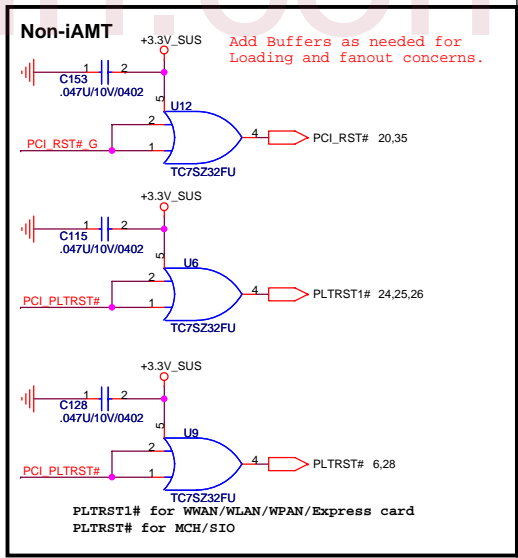 Non-iAMT
+3.3V_SUS
Add Buffers as needed for
Loading and fanout concerns.
1 2
C153
.047U/10V/0402
5
U12
2
PCI_RST#_G
1
4
PCI_RST# 20,35
TC7SZ32FU
+3.3V_SUS
1 2
C115
.047U/10V/0402
5
U6
2
PCI_PLTRST#
1
4
PLTRST1# 24,25,26
TC7SZ32FU
+3.3V_SUS
1 2
C128
.047U/10V/0402
5
U9
2
PCI_PLTRST#
1
4
PLTRST# 6,28
TC7SZ32FU
PLTRST1# for WWAN/WLAN/WPAN/Express card
PLTRST# for MCH/SIO